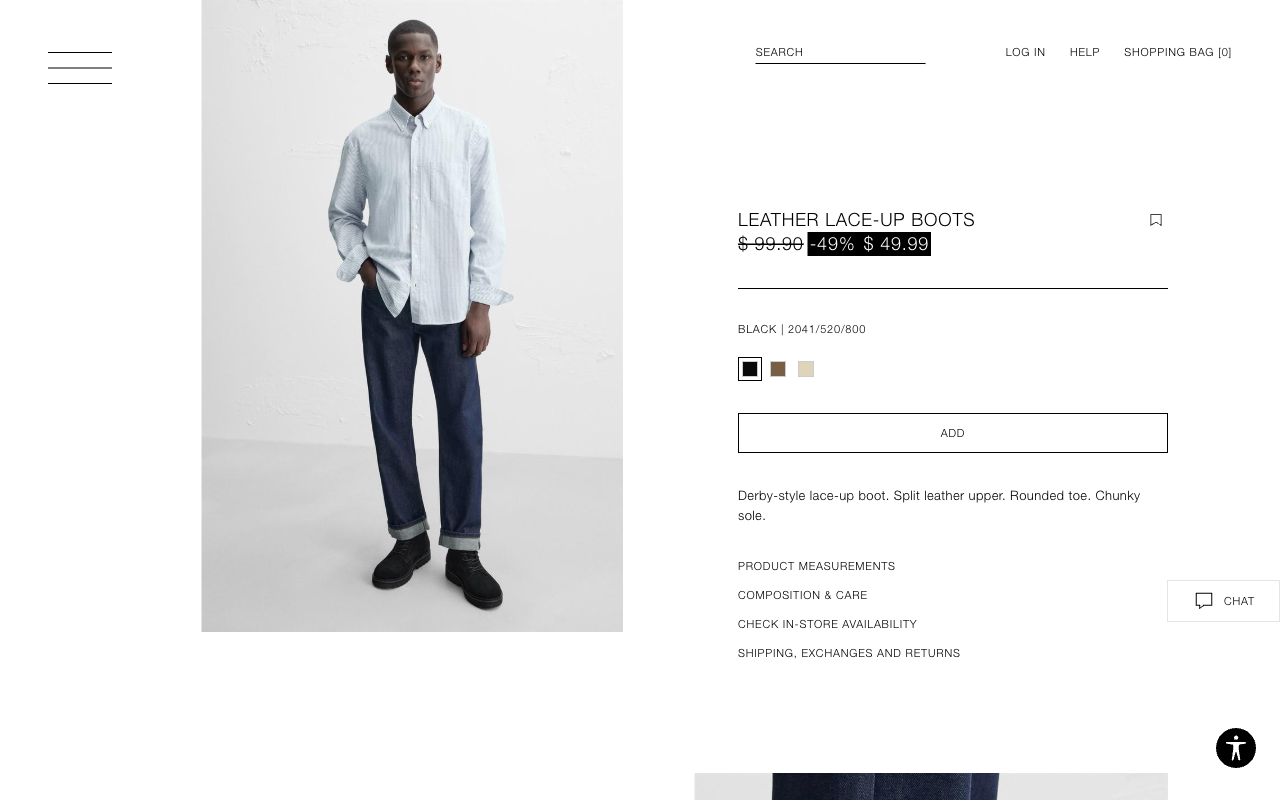 SEARCH
LOG IN
HELP
SHOPPING BAG [0]
LEATHER LACE-UP BOOTS
$ 99.90 -49% $ 49.99
BLACK | 2041/520/800
ADD
Derby-style lace-up boot. Split leather upper. Rounded toe. Chunky
sole.
PRODUCT MEASUREMENTS
COMPOSITION & CARE
CHECK IN-STORE AVAILABILITY
SHIPPING, EXCHANGES AND RETURNS
CHAT